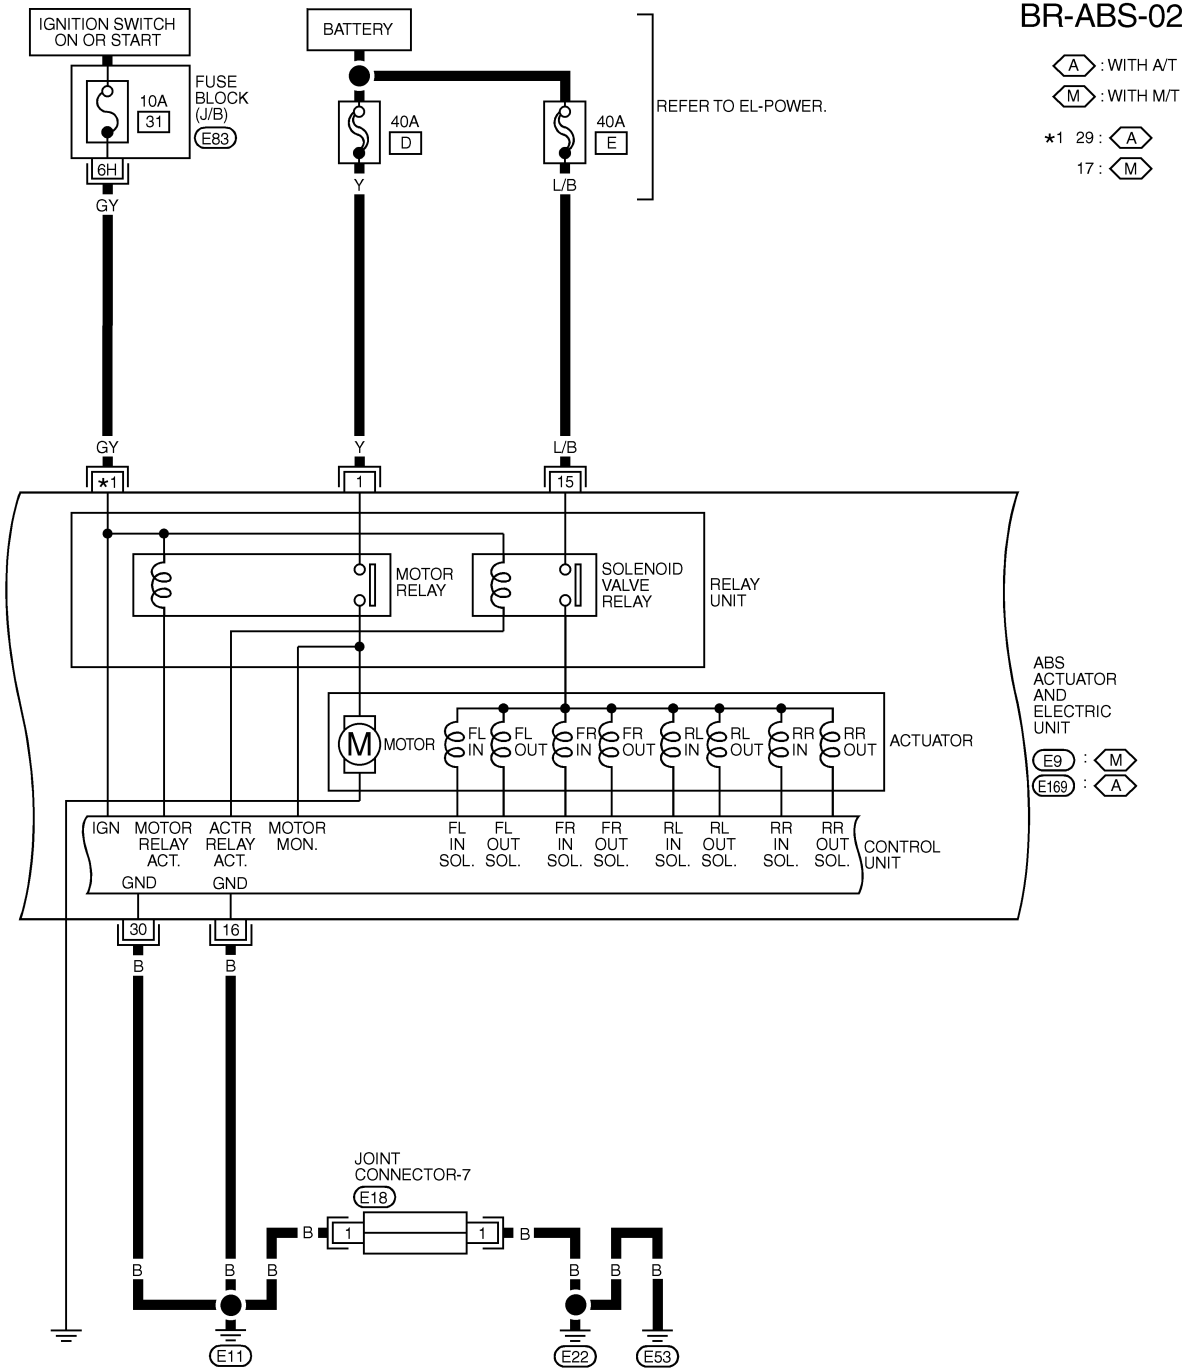 BR-ABS-02
IGNITION SWITCH
ON OR START
BATTERY
A : WITH A/T
M : WITH M/T
*1 29 : A
17 : M
10A
31
FUSE
BLOCK
(J/B)
E83
40A
D
40A
E
REFER TO EL-POWER.
6H
GY
Y
L/B
GY
Y
L/B
*1
1
15
MOTOR
RELAY
SOLENOID
VALVE
RELAY
RELAY
UNIT
ABS
ACTUATOR
AND
ELECTRIC
UNIT
E9 : M
E169 : A
M
MOTOR
FL
IN
FL
OUT
FR
IN
FR
OUT
RL
IN
RL
OUT
RR
IN
RR
OUT
ACTUATOR
IGN
MOTOR
RELAY
ACT.
ACTR
RELAY
ACT.
MOTOR
MON.
FL
IN
SOL.
FL
OUT
SOL.
FR
IN
SOL.
FR
OUT
SOL.
RL
IN
SOL.
RL
OUT
SOL.
RR
IN
SOL.
RR
OUT
SOL.
CONTROL
UNIT
GND
GND
30
16
B
B
JOINT
CONNECTOR-7
E18
B
1
1
B
B
B
B
B
B
B
E11
E22
E53